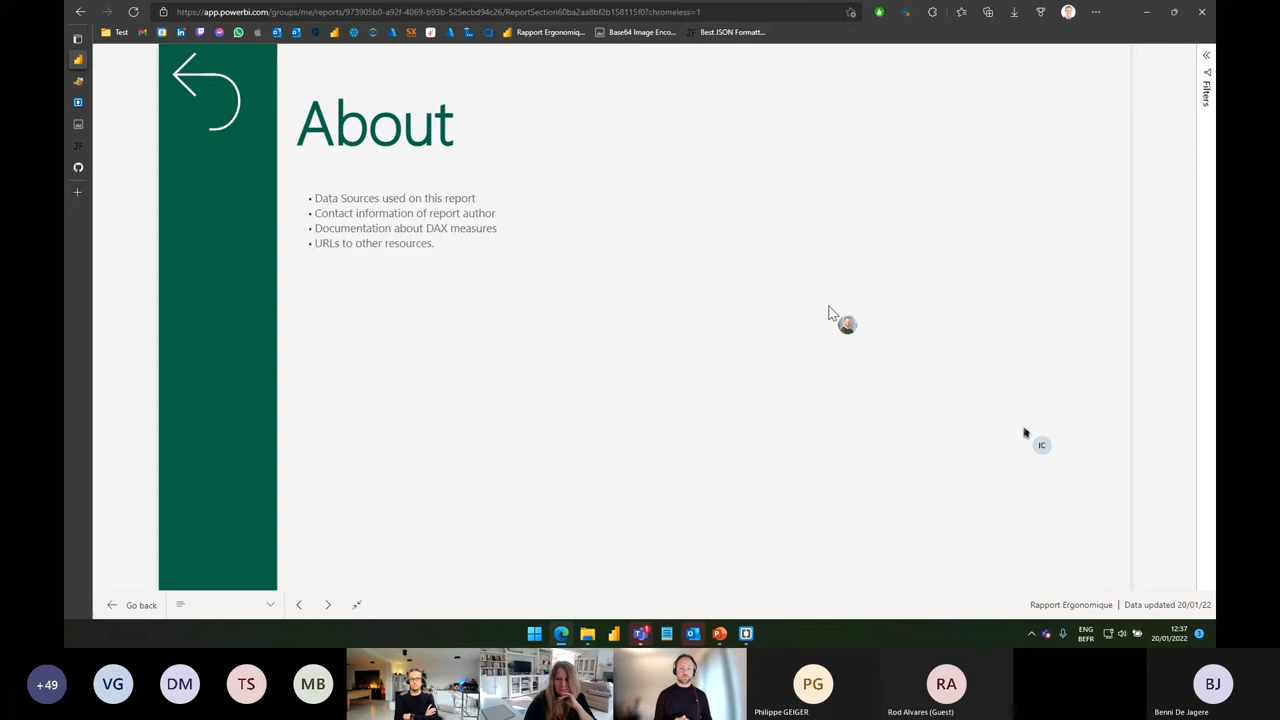 https://app.powerbi.com/groups/me/reports/973905b0-a92f-4069-b93b-525ecbd94c26/ReportSection60ba2aa8bf2b158115f0?chromeless=1
Test
Rapport Ergonomiq...
Base64 Image Enco...
JF
Best JSON Formatt...
Filters
About
• Data Sources used on this report
• Contact information of report author
• Documentation about DAX measures
• URLs to other resources.
IC
Go back
Rapport Ergonomique | Data updated 20/01/22
ENG
BEFR
12:37
20/01/2022
3
+49
VG
DM
TS
MB
PG
Philippe GEIGER
RA
Rod Alvares (Guest)
BJ
Benni De Jagere